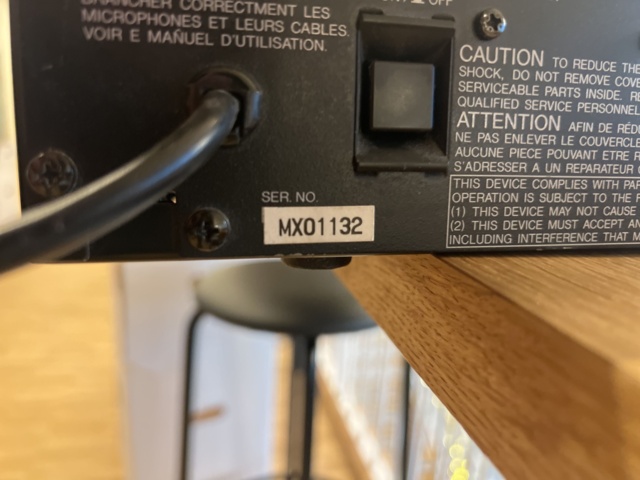 BRANCHER CORRECTEMENT LES
MICROPHONES ET LEURS CABLES.
VOIR E MAÑUEL D'UTILISATION.
OFF
CAUTION TO REDUCE THE
SHOCK, DO NOT REMOVE COVE
SERVICEABLE PARTS INSIDE. RE
QUALIFIED SERVICE PERSONNEL
ATTENTION AFIN DE RÉD
NE PAS ENLEVER LE COUVERCLE
AUCUNE PIECE POUVANT ETRE R
S'ADRESSER A UN REPARATEUR
THIS DEVICE COMPLIES WITH PAR
OPERATION IS SUBJECT TO THE F
(1) THIS DEVICE MAY NOT CAUSE
(2) THIS DEVICE MUST ACCEPT AN
INCLUDING INTERFERENCE THAT M
SER. NO.
MX01132